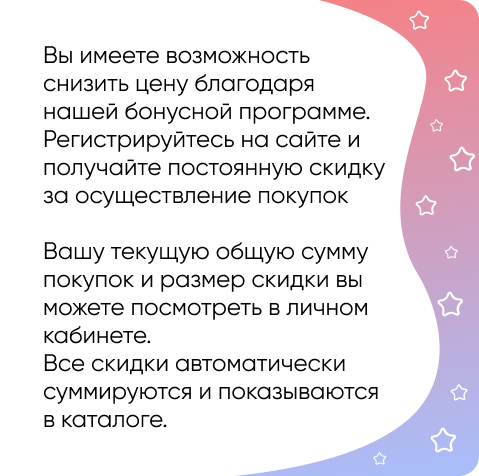 Вы имеете возможность
снизить цену благодаря
нашей бонусной программе.
Регистрируйтесь на сайте и
получайте постоянную скидку
за осуществление покупок
Вашу текущую общую сумму
покупок и размер скидки вы
можете посмотреть в личном
кабинете.
Все скидки автоматически
суммируются и показываются
в каталоге.